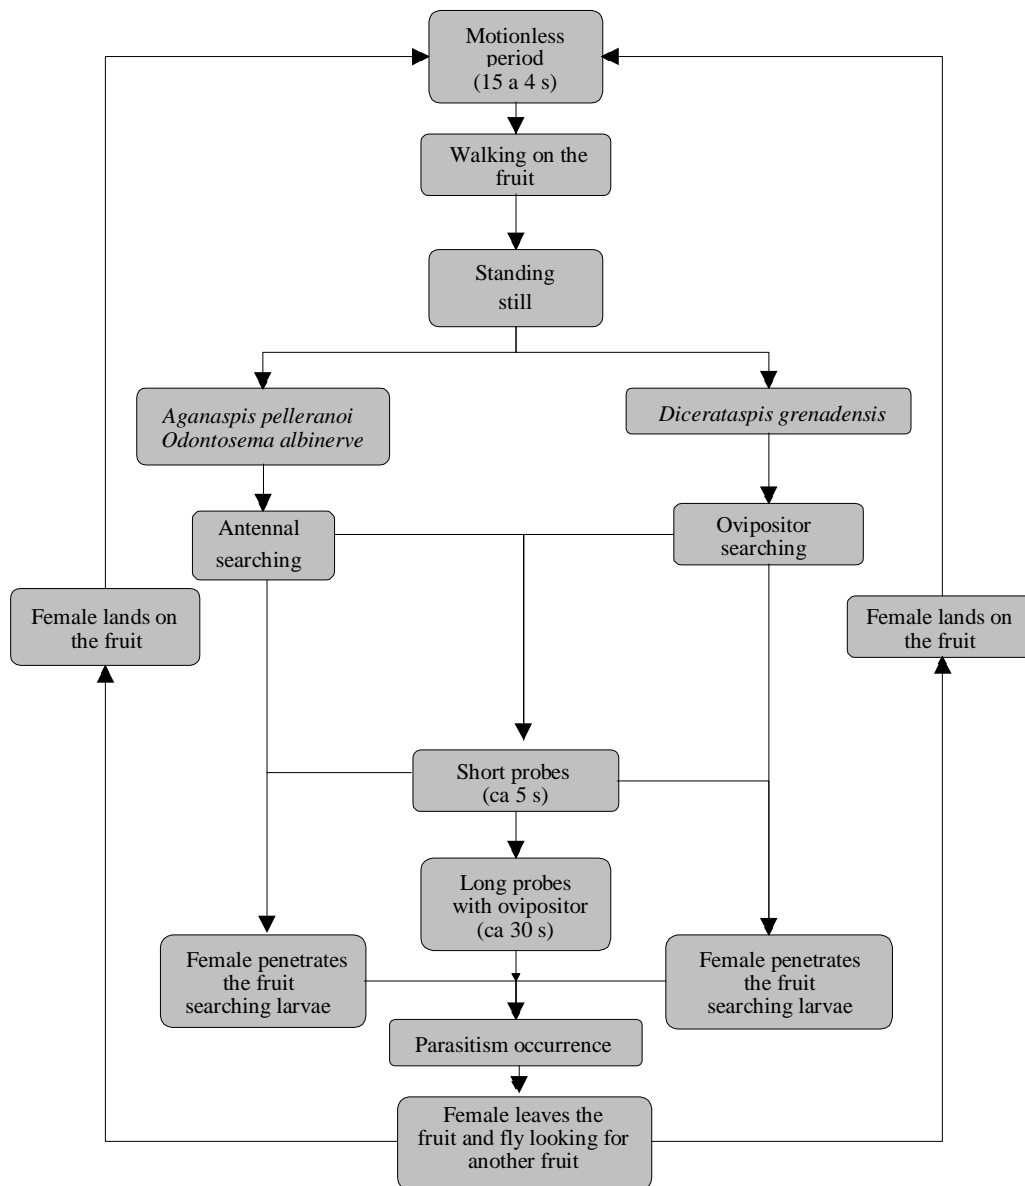 Motionless
period
(15 a 4 s)
Walking on the
fruit
Standing
still
Aganaspis pelleranoi
Odontosema albinerve
Dicerataspis grenadensis
Antennal
searching
Ovipositor
searching
Female lands on
the fruit
Female lands on
the fruit
Short probes
(ca 5 s)
Long probes
with ovipositor
(ca 30 s)
Female penetrates
the fruit
searching larvae
Female penetrates
the fruit
searching larvae
Parasitism occurrence
Female leaves the
fruit and fly looking for
another fruit